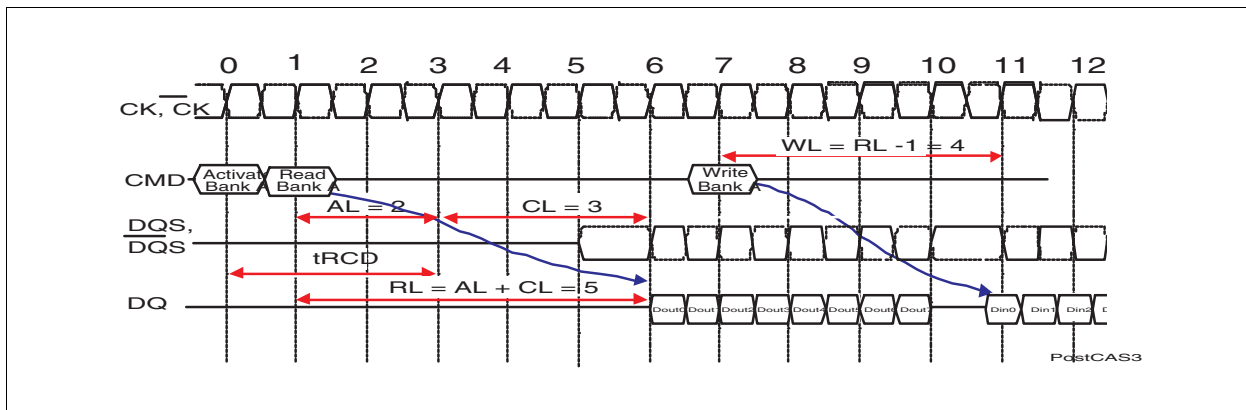 0 1 2 3 4 5 6 7 8 9 10 11 12
CK, CK
WL = RL -1 = 4
CMD
Activat
Bank A
Read
Bank A
Write
Bank A
AL = 2
CL = 3
DQS,
DQS
tRCD
RL = AL + CL = 5
DQ
Dout0 Dout1 Dout2 Dout3 Dout4 Dout5 Dout6 Dout7 Din0 Din1 Din2 D
PostCAS3